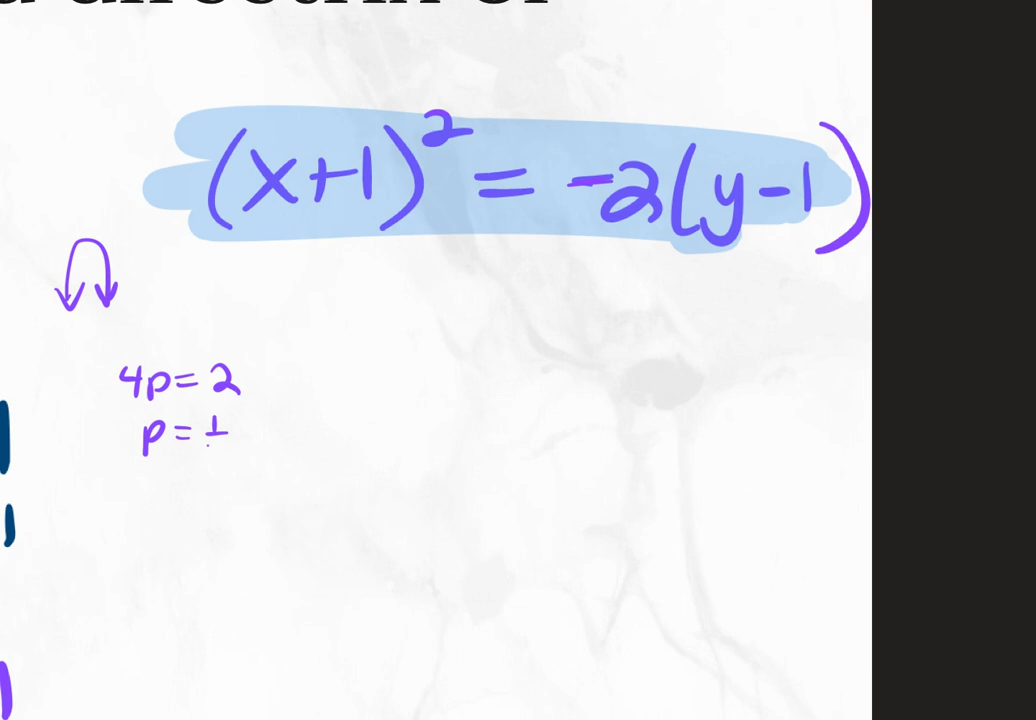 (x+1)² = -2(y-1)
4p = 2
p = 1